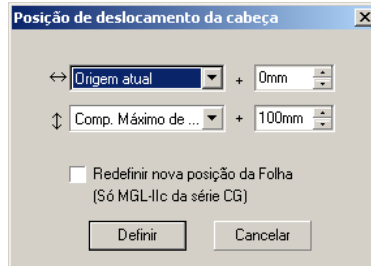 Posição de deslocamento da cabeça
Origem atual + 0mm
Comp. Máximo de ... + 100mm
Redefinir nova posição da Folha
(Só MGL-IIc da série CG)
Definir Cancelar